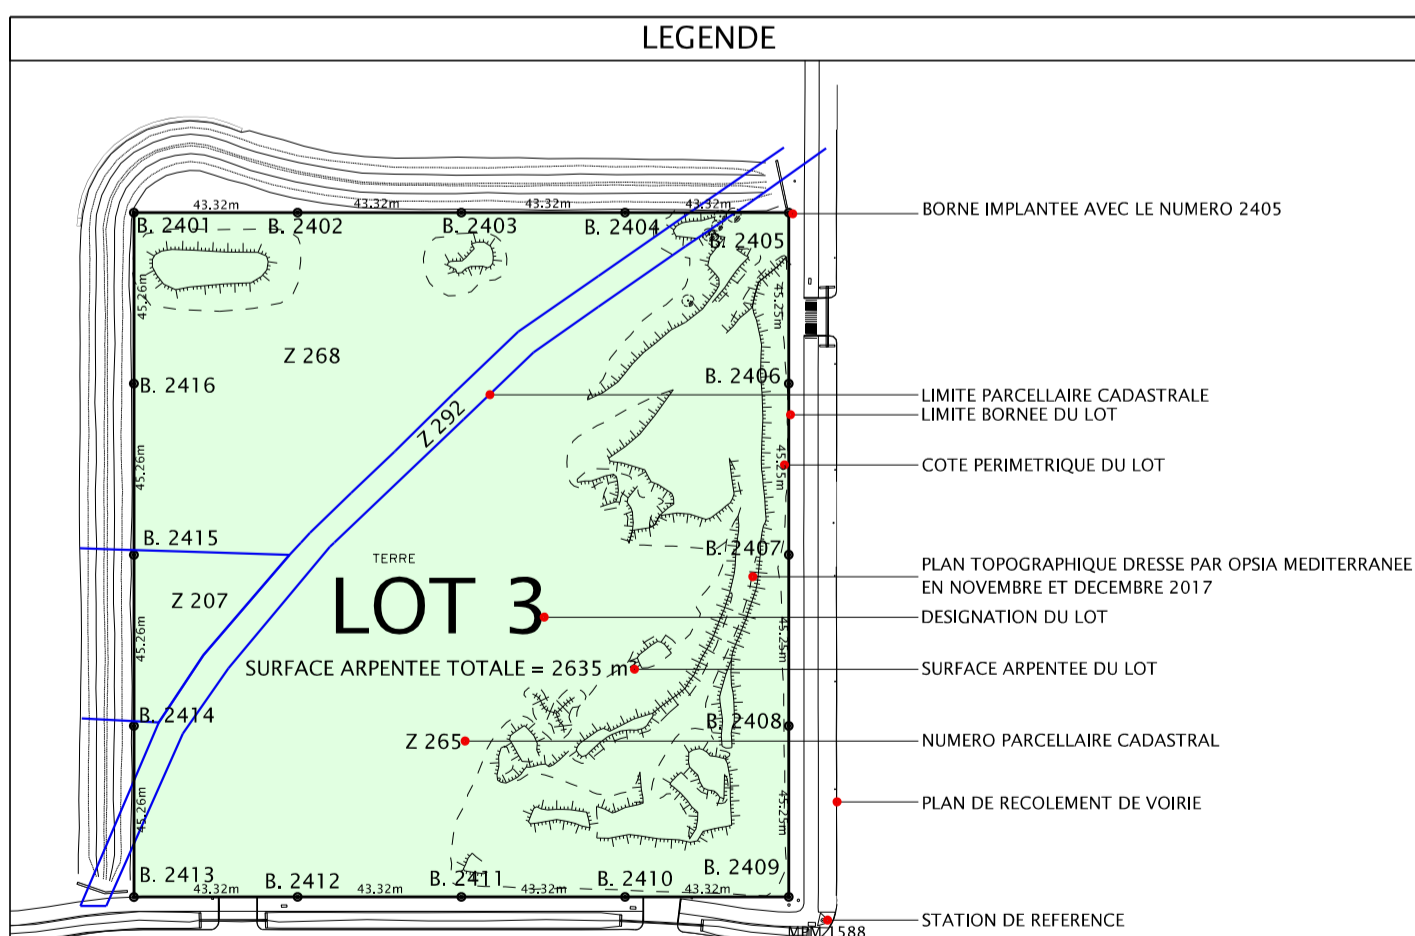 LEGENDE
43.32m 43.32m 43.32m 43.32m
B. 2401 B. 2402 B. 2403 B. 2404 B. 2405
BORNE IMPLANTEE AVEC LE NUMERO 2405
45.26m 45.25m
Z 268
B. 2416 B. 2406
Z 292
LIMITE PARCELLAIRE CADASTRALE
LIMITE BORNEE DU LOT
45.26m 45.25m
COTE PERIMETRIQUE DU LOT
B. 2415 B. 2407
TERRE
PLAN TOPOGRAPHIQUE DRESSE PAR OPSIA MEDITERRANEE
EN NOVEMBRE ET DECEMBRE 2017
Z 207
LOT 3
DESIGNATION DU LOT
45.26m 45.25m
SURFACE ARPENTEE TOTALE = 2635 m²
SURFACE ARPENTEE DU LOT
B. 2414 B. 2408
Z 265
NUMERO PARCELLAIRE CADASTRAL
45.26m 45.25m
PLAN DE RECOLEMENT DE VOIRIE
B. 2413 B. 2412 B. 2411 B. 2410 B. 2409
43.32m 43.32m 43.32m 43.32m
STATION DE REFERENCE
MPM 1588